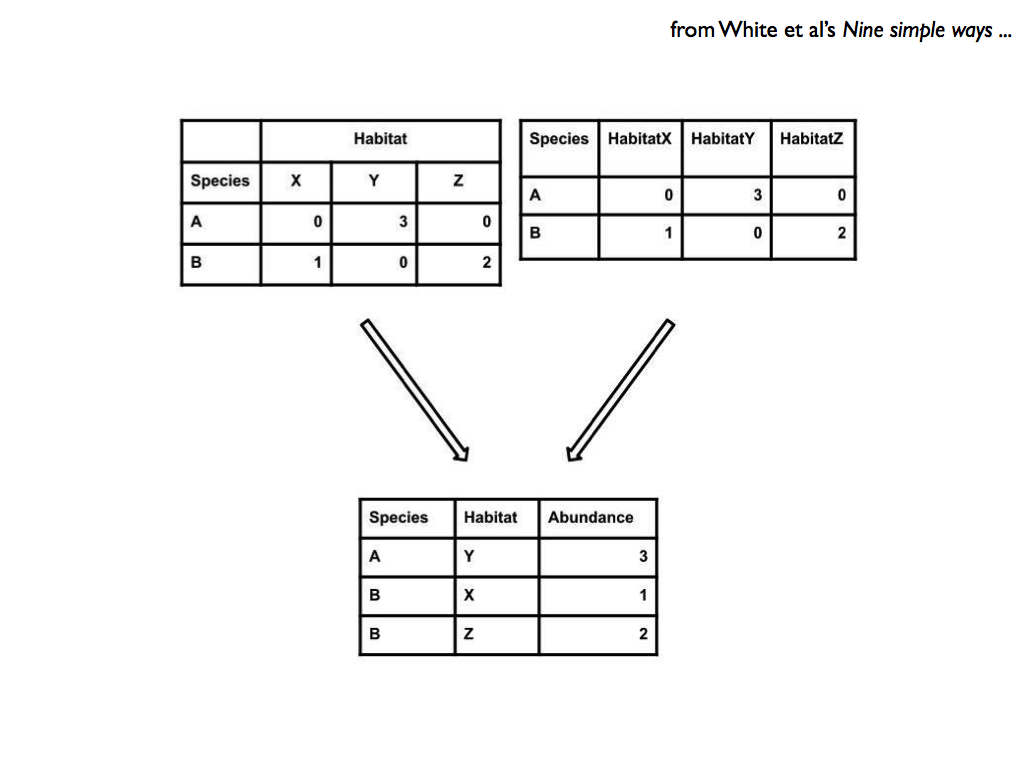 from White et al's Nine simple ways ...
Habitat
Species X Y Z
A 0 3 0
B 1 0 2
Species HabitatX HabitatY HabitatZ
A 0 3 0
B 1 0 2
Species Habitat Abundance
A Y 3
B X 1
B Z 2